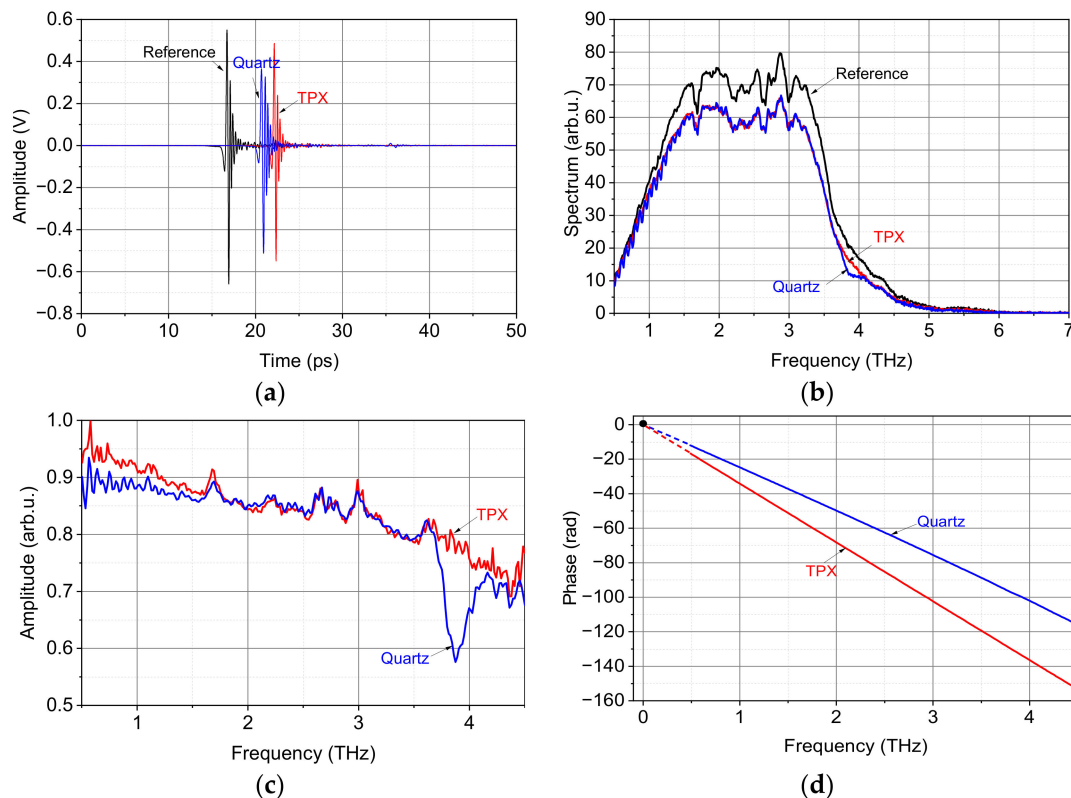 0.6
0.4
0.2
0.0
−0.2
−0.4
−0.6
−0.8
Amplitude (V)
Reference
Quartz
TPX
0 10 20 30 40 50
Time (ps)
(a)
90
80
70
60
50
40
30
20
10
0
Spectrum (arb.u.)
Reference
TPX
Quartz
1 2 3 4 5 6 7
Frequency (THz)
(b)
1.0
0.9
0.8
0.7
0.6
0.5
Amplitude (arb.u.)
TPX
Quartz
1 2 3 4
Frequency (THz)
(c)
0
−20
−40
−60
−80
−100
−120
−140
−160
Phase (rad)
Quartz
TPX
0 1 2 3 4
Frequency (THz)
(d)